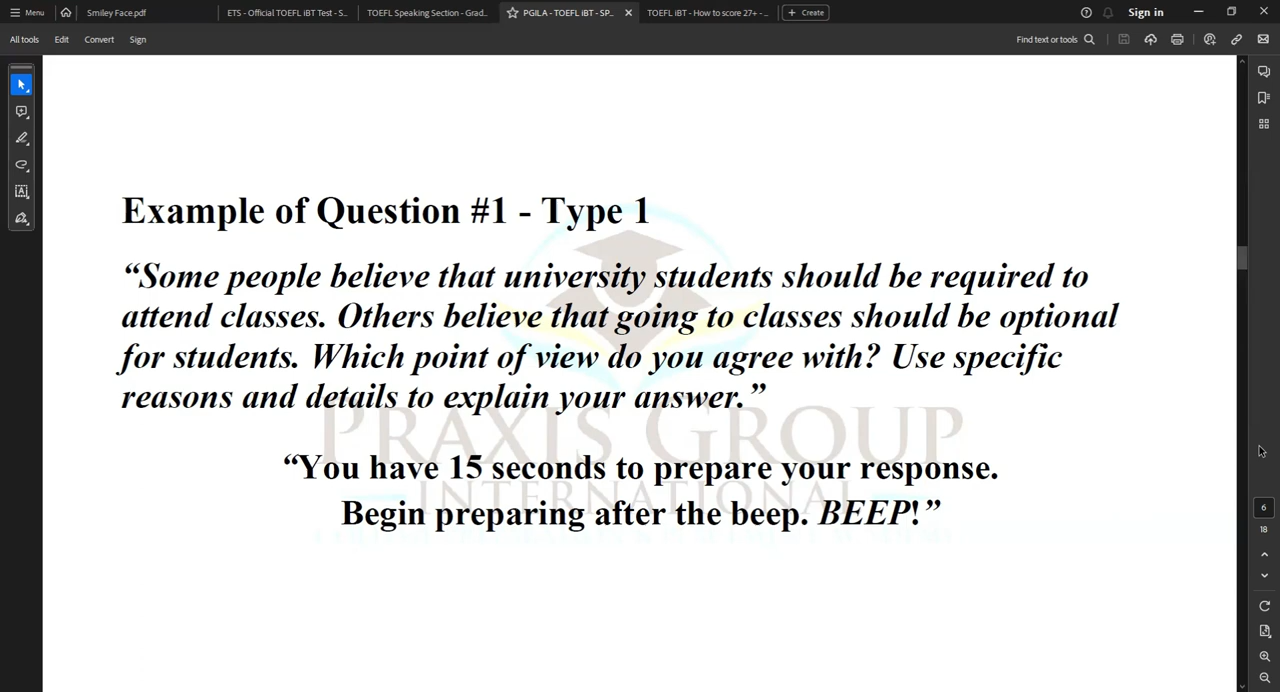 Menu
Smiley Face.pdf
ETS - Official TOEFL iBT Test - S...
TOEFL Speaking Section - Grad...
PGILA - TOEFL iBT - SP...
TOEFL iBT - How to score 27+ - ...
Create
Sign in
All tools
Edit
Convert
Sign
Find text or tools
Example of Question #1 - Type 1
“Some people believe that university students should be required to
attend classes. Others believe that going to classes should be optional
for students. Which point of view do you agree with? Use specific
reasons and details to explain your answer.”
PRAXIS GROUP
“You have 15 seconds to prepare your response.
INTERNATIONAL
Begin preparing after the beep. BEEP!”
6
18